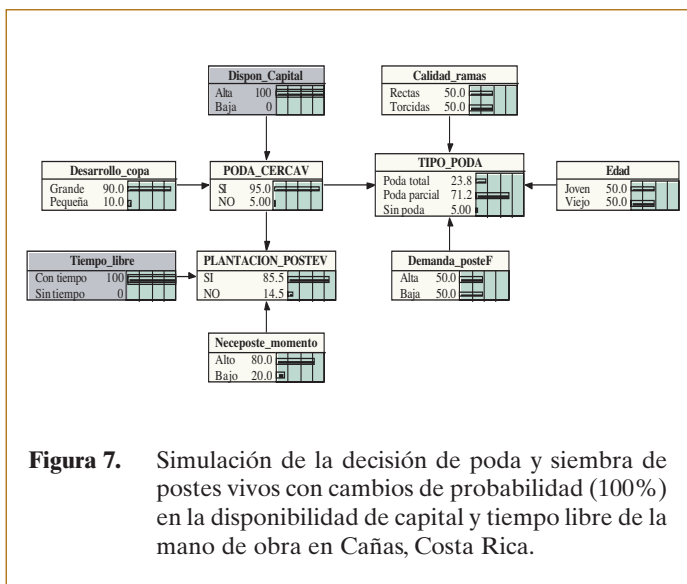 Dispon_Capital
Alta 100
Baja 0
Calidad_ramas
Rectas 50.0
Torcidas 50.0
Desarrollo_copa
Grande 90.0
Pequeña 10.0
PODA_CERCAV
SI 95.0
NO 5.00
TIPO_PODA
Poda total 23.8
Poda parcial 71.2
Sin poda 5.00
Edad
Joven 50.0
Viejo 50.0
Tiempo_libre
Con tiempo 100
Sin tiempo 0
PLANTACION_POSTEV
SI 85.5
NO 14.5
Demanda_posteF
Alta 50.0
Baja 50.0
Neceposte_momento
Alto 80.0
Bajo 20.0
Figura 7. Simulación de la decisión de poda y siembra de
postes vivos con cambios de probabilidad (100%)
en la disponibilidad de capital y tiempo libre de la
mano de obra en Cañas, Costa Rica.